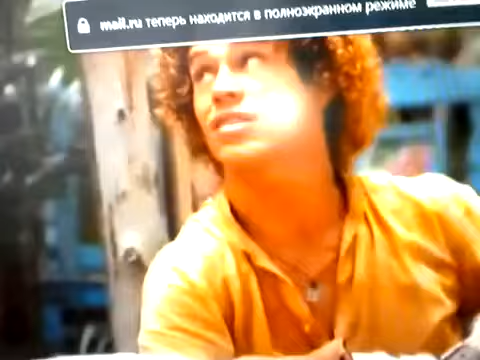 mail.ru теперь находится в полноэкранном режиме